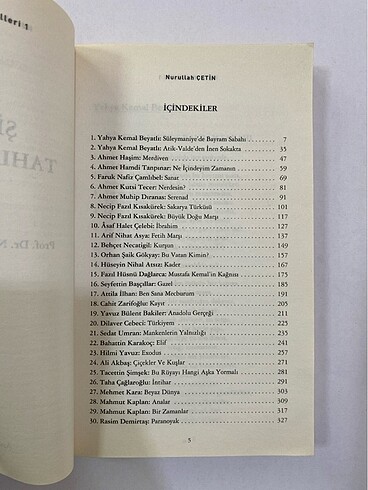 lleri 1
Şİ
TAHL
Prof. Dr. N
Nurullah ÇETİN
İÇİNDEKİLER
1. Yahya Kemal Beyatlı: Süleymaniye'de Bayram Sabahı 7
2. Yahya Kemal Beyatlı: Atik-Valde'den İnen Sokakta 35
3. Ahmet Haşim: Merdiven 47
4. Ahmet Hamdi Tanpınar: Ne İçindeyim Zamanın 59
5. Faruk Nafiz Çamlıbel: Sanat 69
6. Ahmet Kutsi Tecer: Nerdesin? 81
7. Ahmet Muhip Dıranas: Serenad 91
8. Necip Fazıl Kısakürek: Sakarya Türküsü 101
9. Necip Fazıl Kısakürek: Büyük Doğu Marşı 117
10. Âsaf Halet Çelebi: İbrahim 127
11. Arif Nihat Asya: Fetih Marşı 137
12. Behçet Necatigil: Kurşun 149
13. Orhan Şaik Gökyay: Bu Vatan Kimin? 157
14. Hüseyin Nihal Atsız: Kader 167
15. Fazıl Hüsnü Dağlarca: Mustafa Kemal'in Kağnısı 175
16. Seyfettin Başçıllar: Gazel 185
17. Attila İlhan: Ben Sana Mecburum 193
18. Cahit Zarifoğlu: Kayıt 205
19. Yavuz Bülent Bakiler: Anadolu Gerçeği 211
20. Dilaver Cebeci: Türkiyem 225
21. Sedat Umran: Mankenlerin Yalnızlığı 235
22. Bahattin Karakoç: Elif 241
23. Hilmi Yavuz: Exodus 257
24. Ali Akbaş: Çiçekler Ve Kuşlar 271
25. Tacettin Şimşek: Bu Rüyayı Hangi Aşka Yormalı 281
26. Taha Çağlaroğlu: İntihar 291
27. Mehmet Kara: Beyaz Dünya 303
28. Mahmut Kaplan: Analar 309
29. Mahmut Kaplan: Bir Zamanlar 317
30. Rasim Demirtaş: Paranoyak 327
5